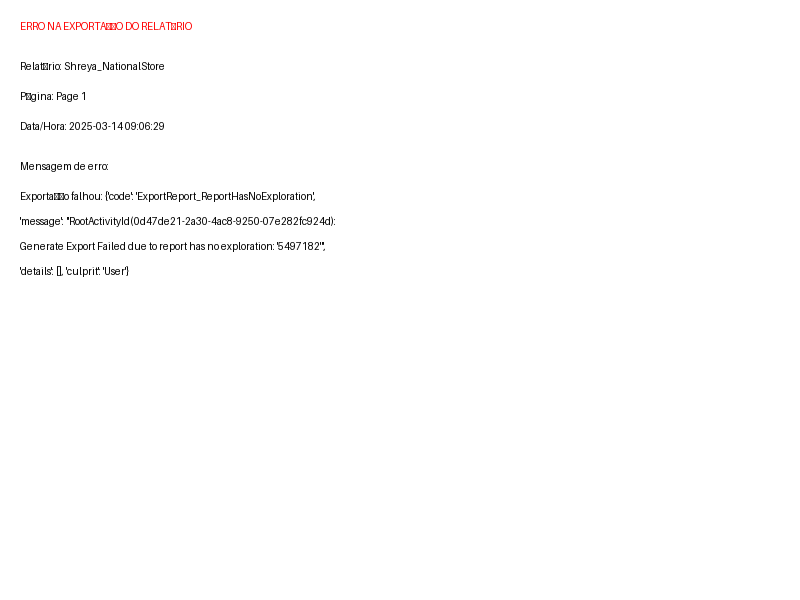 ERRO NA EXPORTA▯▯O DO RELAT▯RIO
Relat▯rio: Shreya_NationalStore
P▯gina: Page 1
Data/Hora: 2025-03-14 09:06:29
Mensagem de erro:
Exporta▯▯o falhou: {'code': 'ExportReport_ReportHasNoExploration',
'message': "RootActivityId(0d47de21-2a30-4ac8-9250-07e282fc924d):
Generate Export Failed due to report has no exploration: '5497182'",
'details': [], 'culprit': 'User'}